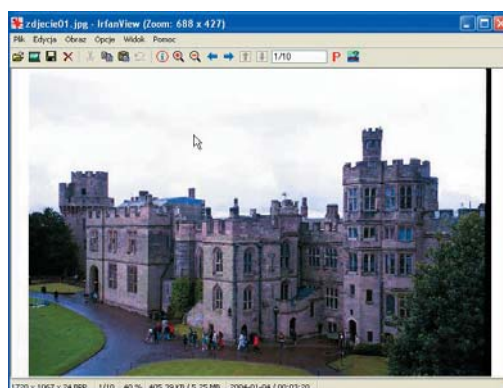 zdjecie01.jpg - IrfanView (Zoom: 688 x 427)
Plik Edycja Obraz Opcje Widok Pomoc
1/10 P
1720 x 1067 x 24 BPP 1/10 40 % 405.39 KB / 5.25 MB 2004-01-04 / 00:03:20